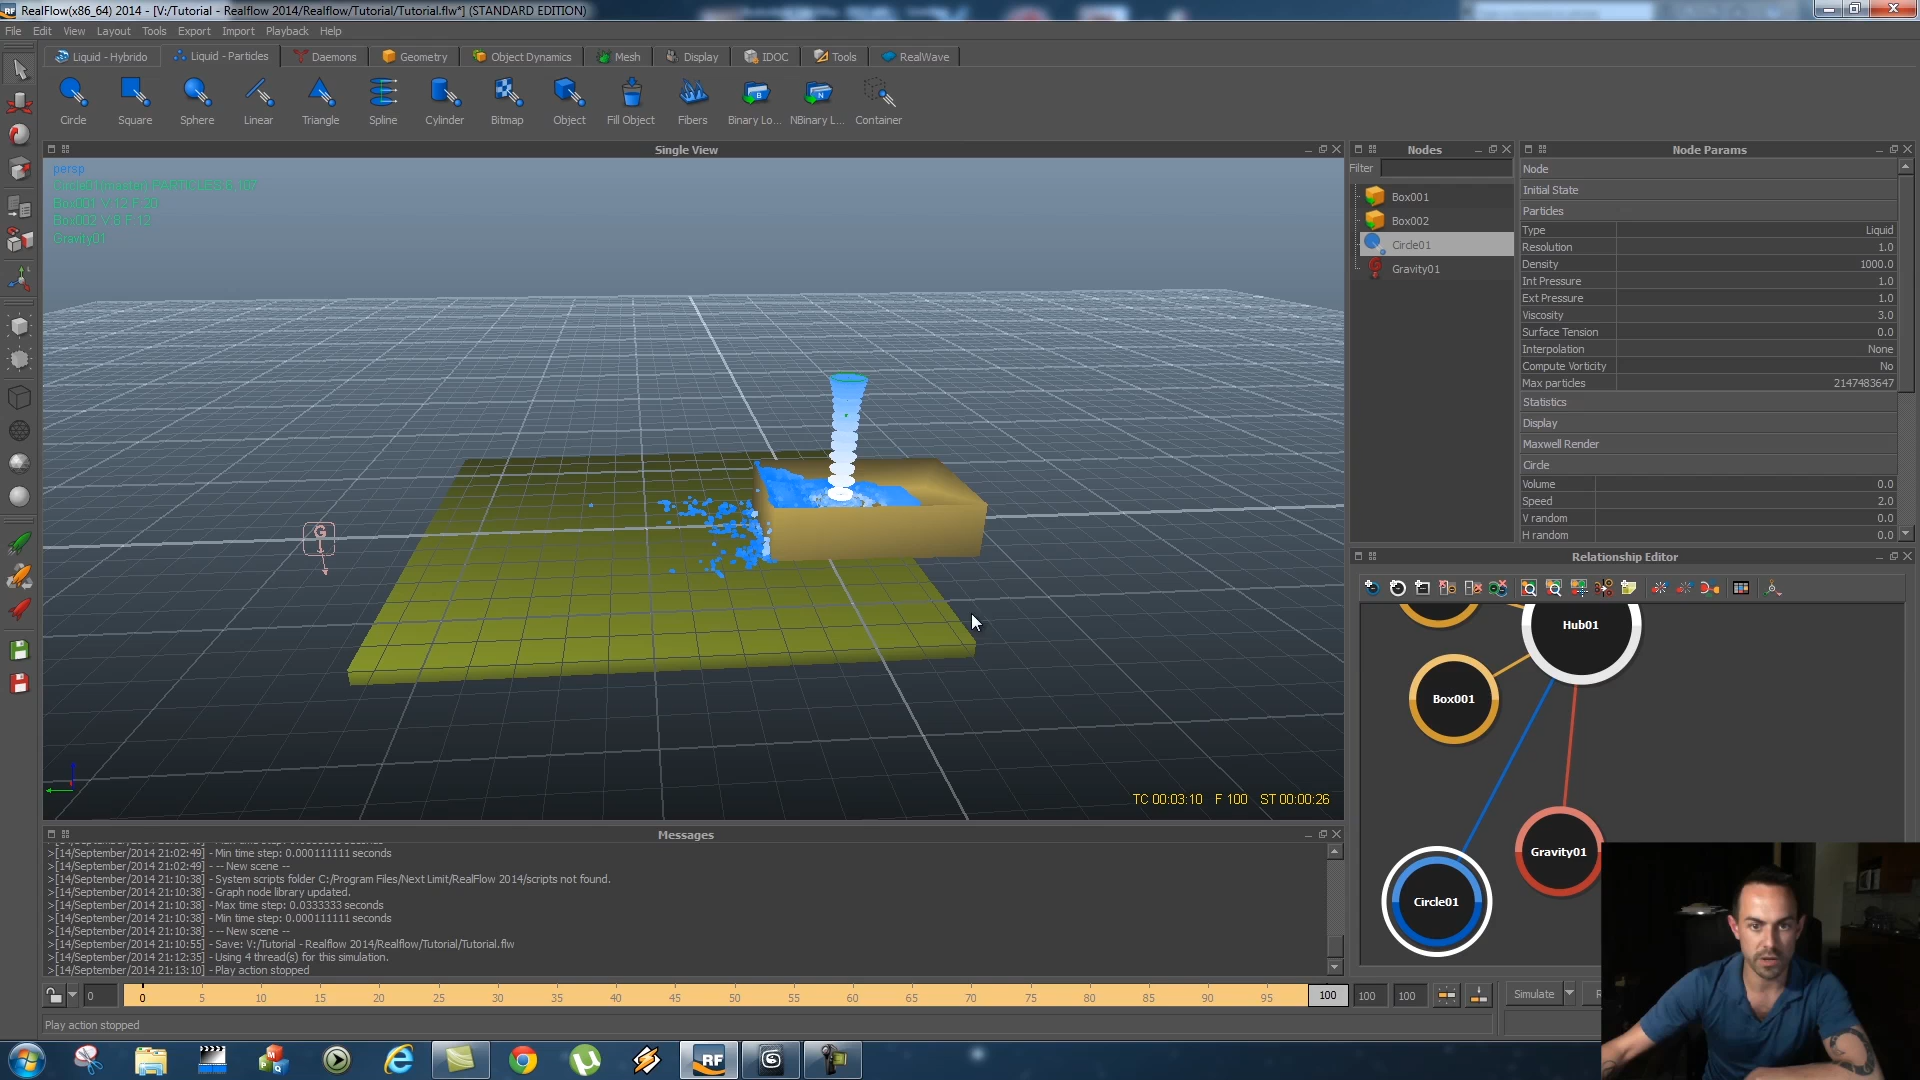 RealFlow(x86_64) 2014 - [V:/Tutorial - Realflow 2014/Realflow/Tutorial/Tutorial.flw*] (STANDARD EDITION)
File Edit View Layout Tools Export Import Playback Help
Liquid - Hybrido Liquid - Particles Daemons Geometry Object Dynamics Mesh Display IDOC Tools RealWave
Circle Square Sphere Linear Triangle Spline Cylinder Bitmap Object Fill Object Fibers Binary Lo... NBinary L... Container
Single View
persp
Box001 V 12 F 20
Box002 V 8 F 12
Gravity01
G
TC 00:03:10 F 100 ST 00:00:26
Nodes
Filter
Box001
Box002
Circle01
Gravity01
Node Params
Node
Initial State
Particles
Type Liquid
Resolution 1.0
Density 1000.0
Int Pressure 1.0
Ext Pressure 1.0
Viscosity 3.0
Surface Tension 0.0
Interpolation None
Compute Vorticity No
Max particles 2147483647
Statistics
Display
Maxwell Render
Circle
Volume 0.0
Speed 2.0
V random 0.0
H random 0.0
Relationship Editor
Hub01
Box001
Gravity01
Circle01
Messages
>[14/September/2014 21:02:49] - Min time step: 0.000111111 seconds
>[14/September/2014 21:02:49] - -- New scene --
>[14/September/2014 21:10:38] - System scripts folder C:/Program Files/Next Limit/RealFlow 2014/scripts not found.
>[14/September/2014 21:10:38] - Graph node library updated.
>[14/September/2014 21:10:38] - Max time step: 0.0333333 seconds
>[14/September/2014 21:10:38] - Min time step: 0.000111111 seconds
>[14/September/2014 21:10:38] - -- New scene --
>[14/September/2014 21:10:55] - Save: V:/Tutorial - Realflow 2014/Realflow/Tutorial/Tutorial.flw
>[14/September/2014 21:12:35] - Using 4 thread(s) for this simulation.
>[14/September/2014 21:13:10] - Play action stopped
0 0 5 10 15 20 25 30 35 40 45 50 55 60 65 70 75 80 85 90 95 100 100 100 Simulate
Play action stopped
RF